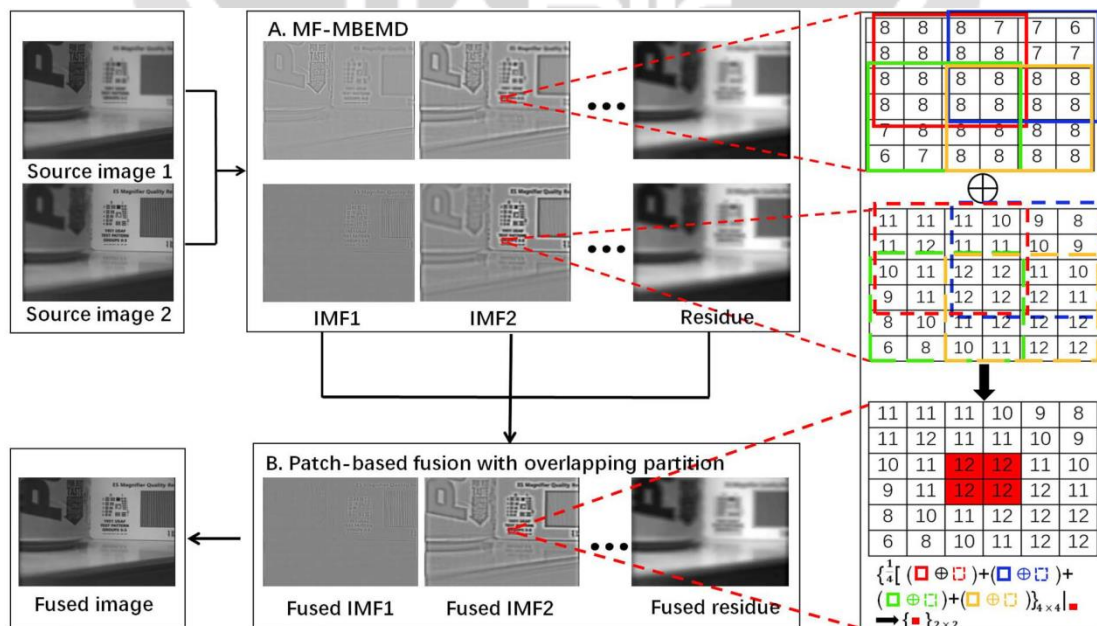 A. MF-MBEMD
Source image 1
Source image 2
IMF1 IMF2 Residue
B. Patch-based fusion with overlapping partition
Fused image
Fused IMF1 Fused IMF2 Fused residue
8 8 8 7 7 6
8 8 8 8 7 7
8 8 8 8 8 8
8 8 8 8 8 8
7 8 8 8 8 8
6 7 8 8 8 8
⊕
11 11 11 10 9 8
11 12 11 11 10 9
10 11 12 12 11 10
9 11 12 12 12 11
8 10 11 12 12 12
6 8 10 11 12 12
11 11 11 10 9 8
11 12 11 11 10 9
10 11 12 12 11 10
9 11 12 12 12 11
8 10 11 12 12 12
6 8 10 11 12 12
{1/4[(□⊕□)+(□⊕□)+
(□⊕□)+(□⊕□)}4×4|■
➡{■}2×2